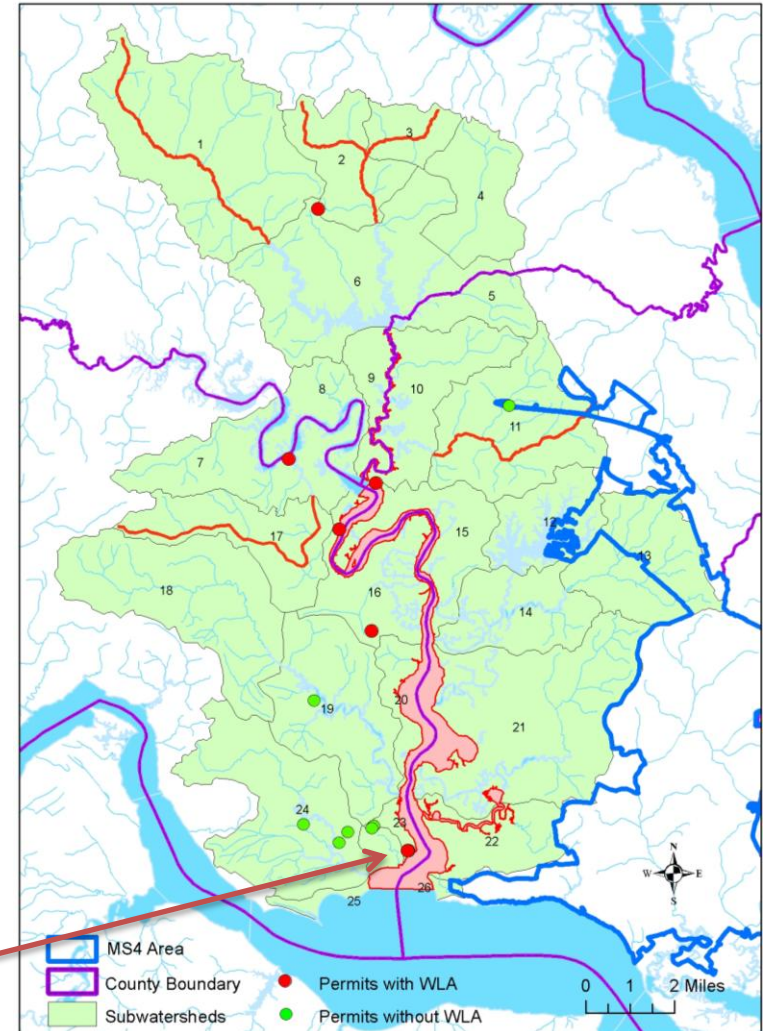 1
3
2
4
6
5
8
9
10
11
7
17
15
12
13
18
16
14
19
20
21
24
23
22
25
26
N
W E
S
MS4 Area
County Boundary
Subwatersheds
Permits with WLA
Permits without WLA
0 1 2 Miles